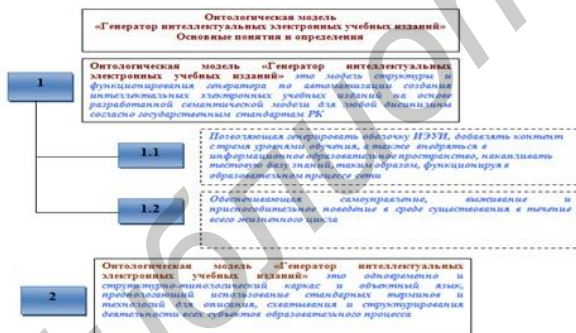 Онтологическая модель
«Генератор интеллектуальных электронных учебных изданий»
Основные понятия и определения
1
Онтологическая модель «Генератор интеллектуальных
электронных учебных изданий» это модель структуры и
функционирования генератора по автоматизации создания
интеллектуальных электронных учебных изданий на основе
разработанной семантической модели для любой дисциплины
согласно государственным стандартам РК
1.1
Позволяющая генерировать оболочку ИЭУИ, добавлять контент
с тремя уровнями обучения, а также внедряться в
информационное образовательное пространство, накапливать
тестовую базу знаний, таким образом, функционируя в
образовательном процессе сети
1.2
Обеспечивающая самоуправление, выживание и
приспособительное поведение в среде существования в течение
всего жизненного цикла
2
Онтологическая модель «Генератор интеллектуальных
электронных учебных изданий» это одновременно и
структурно-типологический каркас и объектный язык,
предполагающий использование стандартных терминов и
технологий для описания, схватывания и структурирования
деятельности всех субъектов образовательного процесса